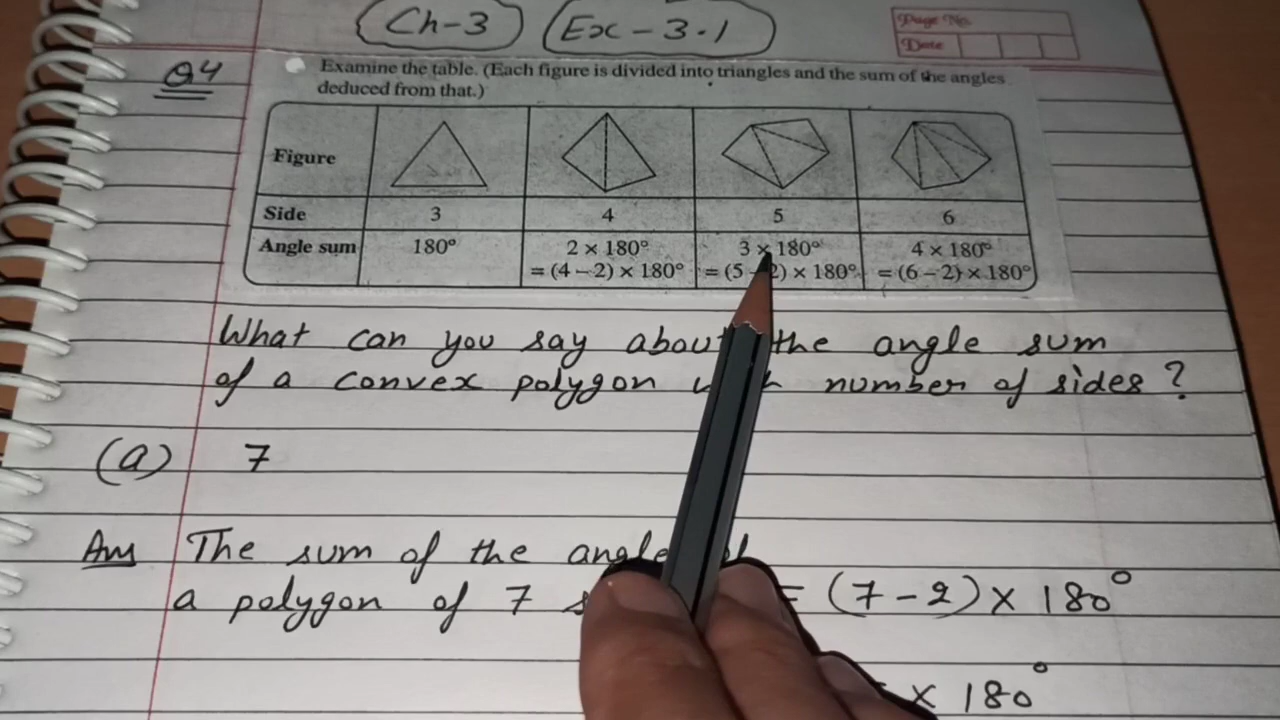 Ch-3 Ex-3.1
Page No.
Date
Q4 Examine the table. (Each figure is divided into triangles and the sum of the angles
deduced from that.)
Figure
Side 3 4 5 6
Angle sum 180° 2 × 180° 3 × 180° 4 × 180°
= (4 – 2) × 180° = (5 – 2) × 180° = (6 – 2) × 180°
What can you say about the angle sum
of a convex polygon number of sides ?
(a) 7
Ans The sum of the angle
a polygon of 7 = (7-2) × 180°
× 180°